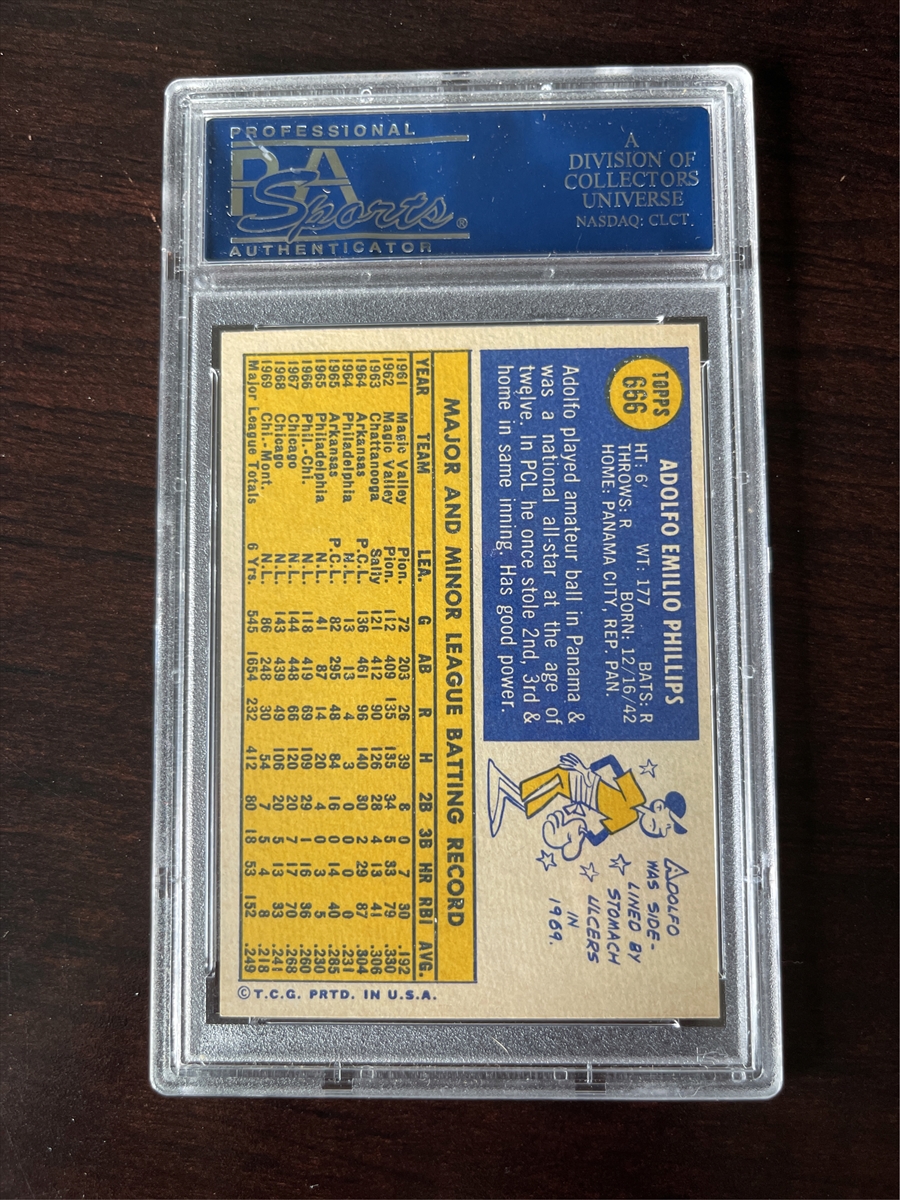 PROFESSIONAL
PSA
Sports®
AUTHENTICATOR
A
DIVISION OF
COLLECTORS
UNIVERSE
NASDAQ: CLCT.
TOPPS
666
ADOLFO EMILIO PHILLIPS
HT: 6' WT: 177 BATS: R
THROWS: R BORN: 12/16/42
HOME: PANAMA CITY, REP. PAN.
Adolfo played amateur ball in Panama &
was a national all-star at the age of
twelve. In PCL he once stole 2nd, 3rd &
home in same inning. Has good power.
ADOLFO
WAS SIDE-
LINED BY
STOMACH
ULCERS
IN
1969.
MAJOR AND MINOR LEAGUE BATTING RECORD
YEAR TEAM LEA. G AB R H 2B 3B HR RBI AVG.
1961 Magic Valley Pion. 72 203 26 39 8 0 7 30 .192
1962 Magic Valley Pion. 112 409 135 135 34 5 33 79 .330
1963 Chattanooga Sally 121 412 90 126 28 4 13 41 .306
1964 Arkansas P.C.L. 136 461 96 140 30 2 29 87 .304
1964 Philadelphia N.L. 13 13 4 3 0 0 0 0 .231
1965 Arkansas P.C.L. 82 295 48 84 16 0 14 40 .285
1965 Philadelphia N.L. 41 87 14 20 4 0 3 5 .230
1966 Phil.-Chi. N.L. 118 419 69 109 29 1 16 36 .260
1967 Chicago N.L. 144 448 66 120 20 7 17 70 .268
1968 Chicago N.L. 143 439 49 106 20 5 13 33 .241
1969 Chi.-Mont. N.L. 86 248 30 54 7 5 4 8 .218
Major League Totals 6 Yrs. 545 1654 232 412 80 18 53 152 .249
© T.C.G. PRTD. IN U.S.A.